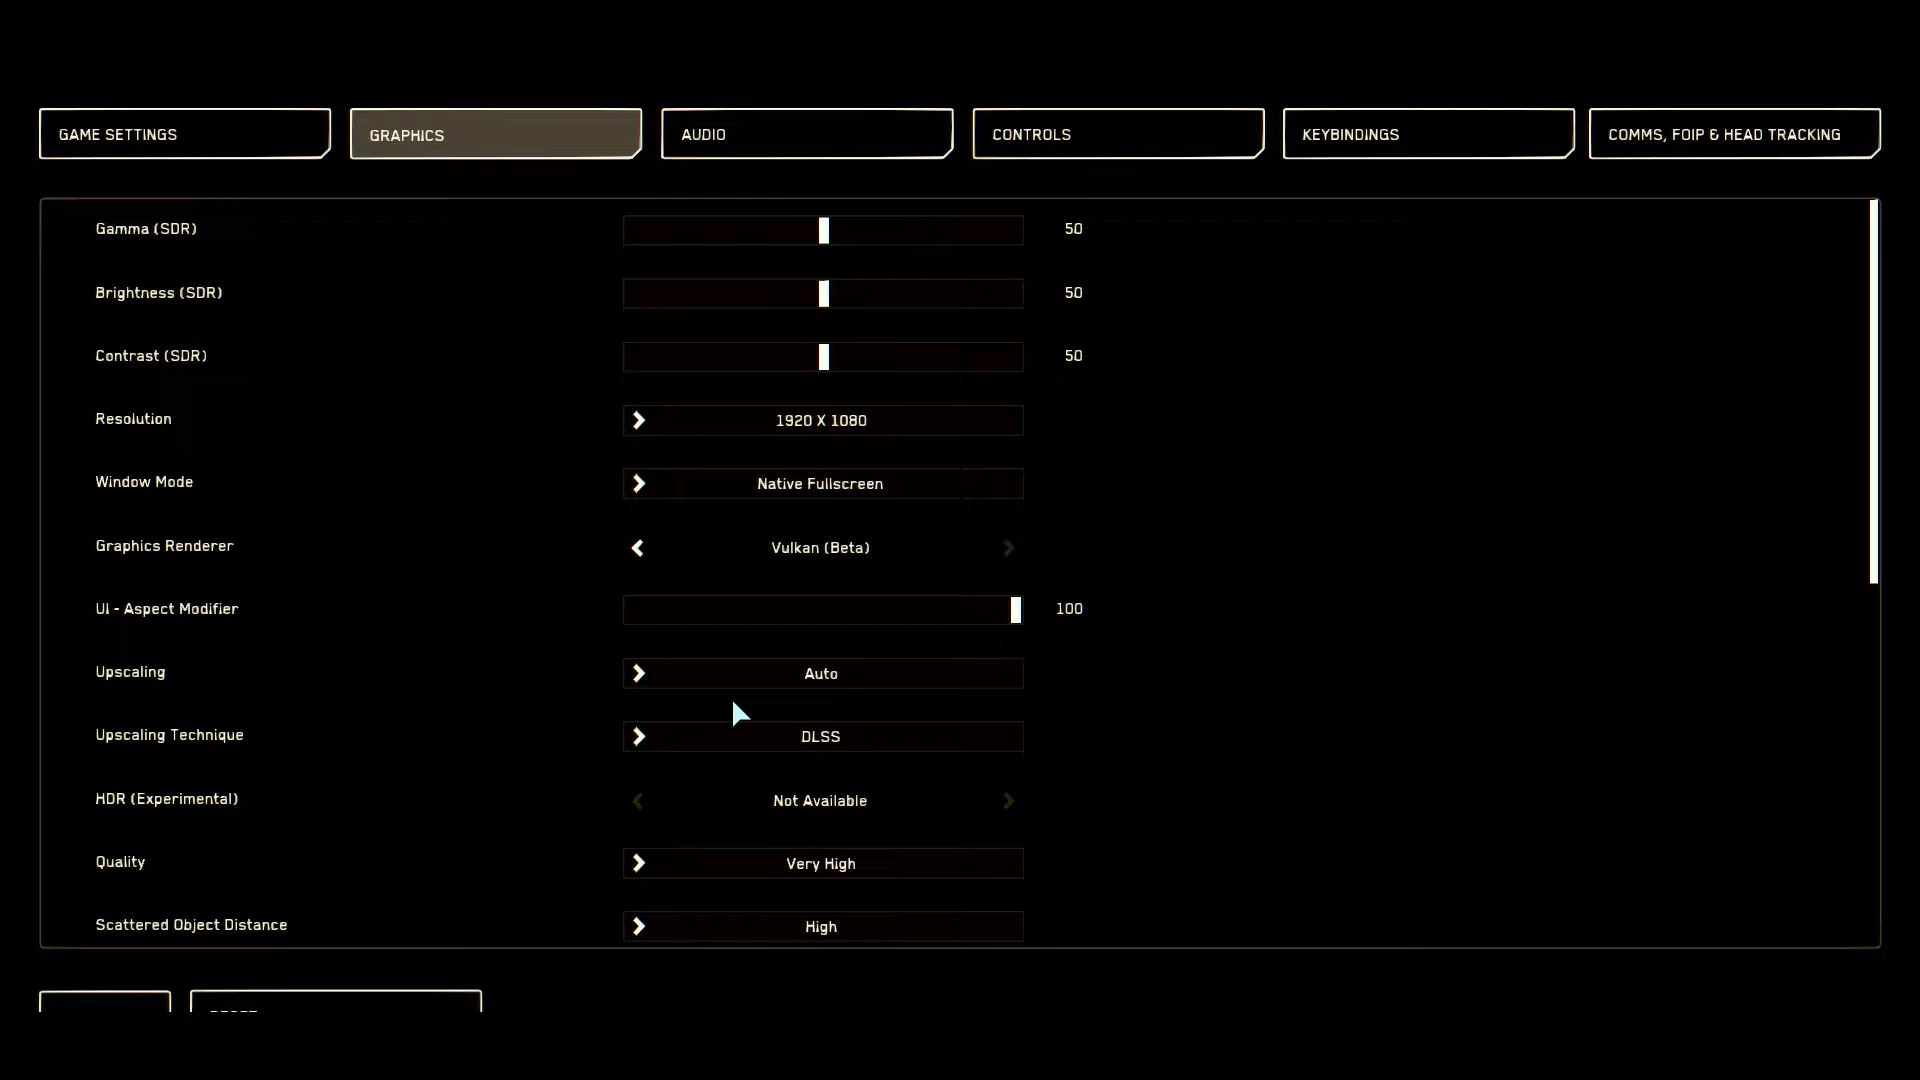 GAME SETTINGS
GRAPHICS
AUDIO
CONTROLS
KEYBINDINGS
COMMS, FOIP & HEAD TRACKING
Gamma (SDR) 50
Brightness (SDR) 50
Contrast (SDR) 50
Resolution 1920 X 1080
Window Mode Native Fullscreen
Graphics Renderer Vulkan (Beta)
UI - Aspect Modifier 100
Upscaling Auto
Upscaling Technique DLSS
HDR (Experimental) Not Available
Quality Very High
Scattered Object Distance High